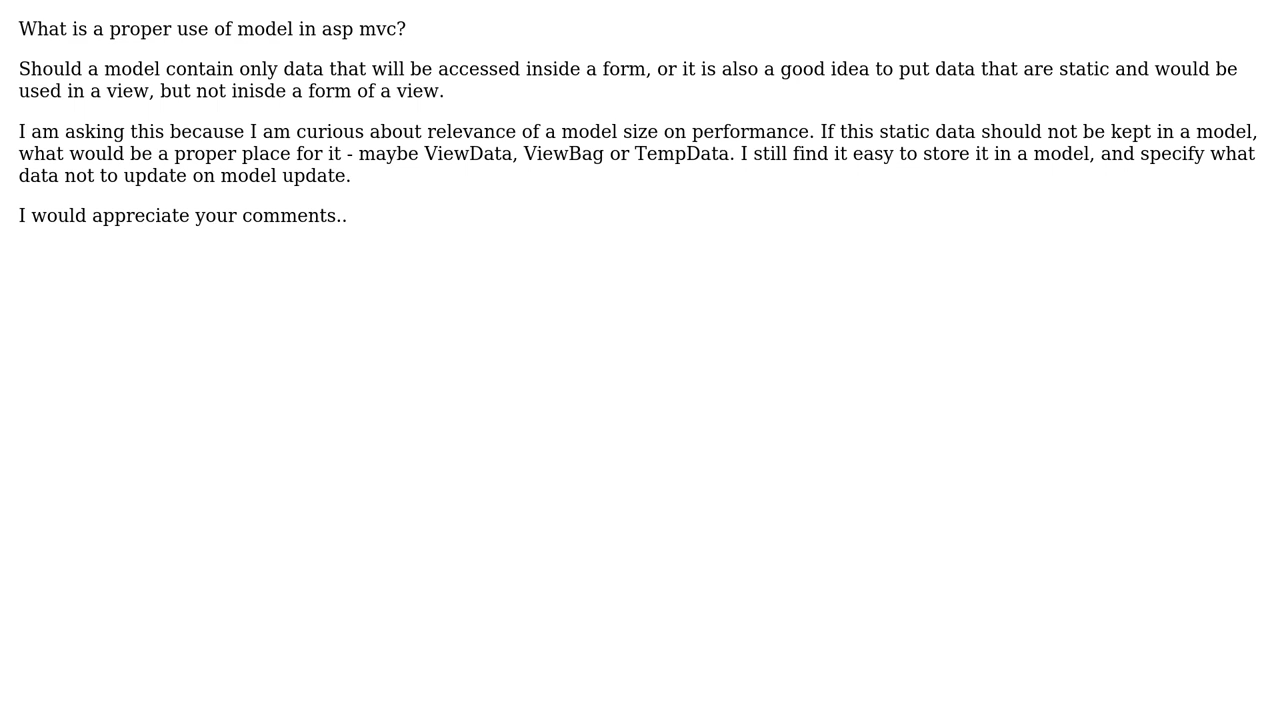 What is a proper use of model in asp mvc?
Should a model contain only data that will be accessed inside a form, or it is also a good idea to put data that are static and would be
used in a view, but not inisde a form of a view.
I am asking this because I am curious about relevance of a model size on performance. If this static data should not be kept in a model,
what would be a proper place for it - maybe ViewData, ViewBag or TempData. I still find it easy to store it in a model, and specify what
data not to update on model update.
I would appreciate your comments..